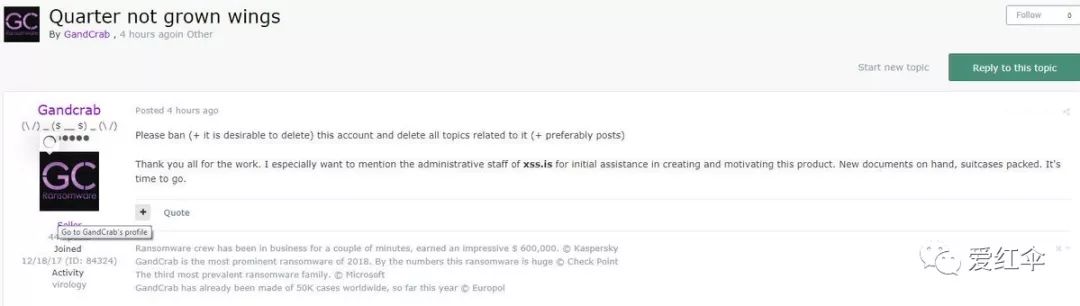 GC
Ransomware
Quarter not grown wings
By GandCrab , 4 hours agoin Other
Follow 0
Start new topic
Reply to this topic
Gandcrab
(\/) _ ($ __ $) _ (\/)
GC
Ransomware
Go to GandCrab's profile
Joined
12/18/17 (ID: 84324)
Activity
virology
Posted 4 hours ago
Please ban (+ it is desirable to delete) this account and delete all topics related to it (+ preferably posts)
Thank you all for the work. I especially want to mention the administrative staff of xss.is for initial assistance in creating and motivating this product. New documents on hand, suitcases packed. It's
time to go.
+ Quote
Ransomware crew has been in business for a couple of minutes, earned an impressive $ 600,000. © Kaspersky
GandCrab is the most prominent ransomware of 2018. By the numbers this ransomware is huge © Check Point
The third most prevalent ransomware family. © Microsoft
GandCrab has already been made of 50K cases worldwide, so far this year © Europol
爱红伞